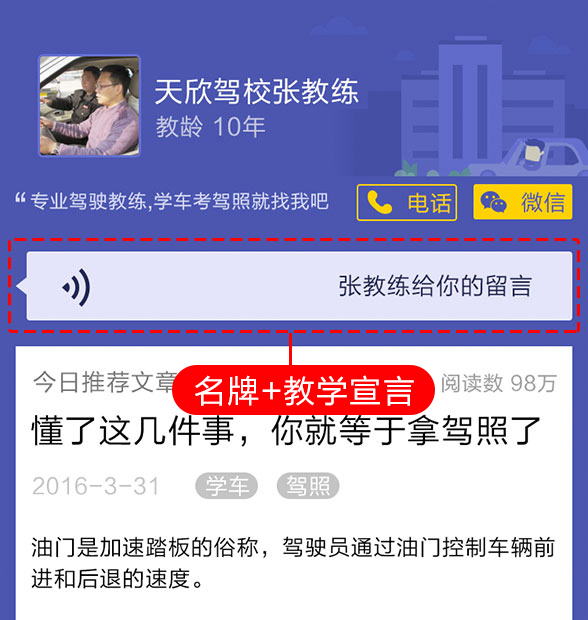 天欣驾校张教练
教龄 10年
“专业驾驶教练,学车考驾照就找我吧
电话
微信
张教练给你的留言
今日推荐文章
名牌+教学宣言
阅读数 98万
懂了这几件事，你就等于拿驾照了
2016-3-31 学车 驾照
油门是加速踏板的俗称，驾驶员通过油门控制车辆前
进和后退的速度。